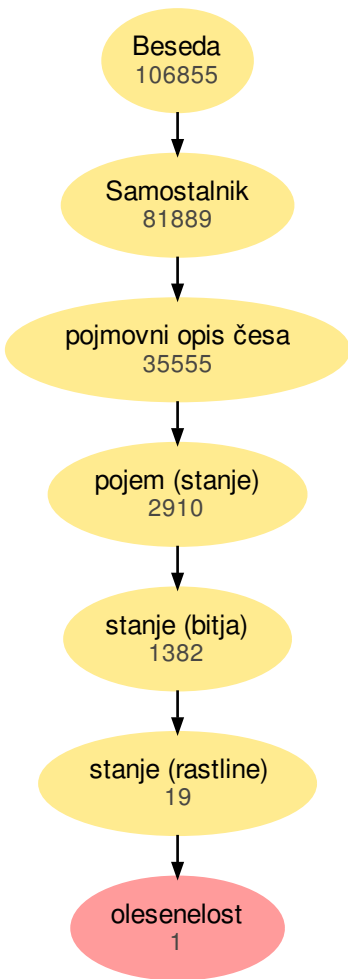 Beseda
106855
Samostalnik
81889
pojmovni opis česa
35555
pojem (stanje)
2910
stanje (bitja)
1382
stanje (rastline)
19
olesenelost
1